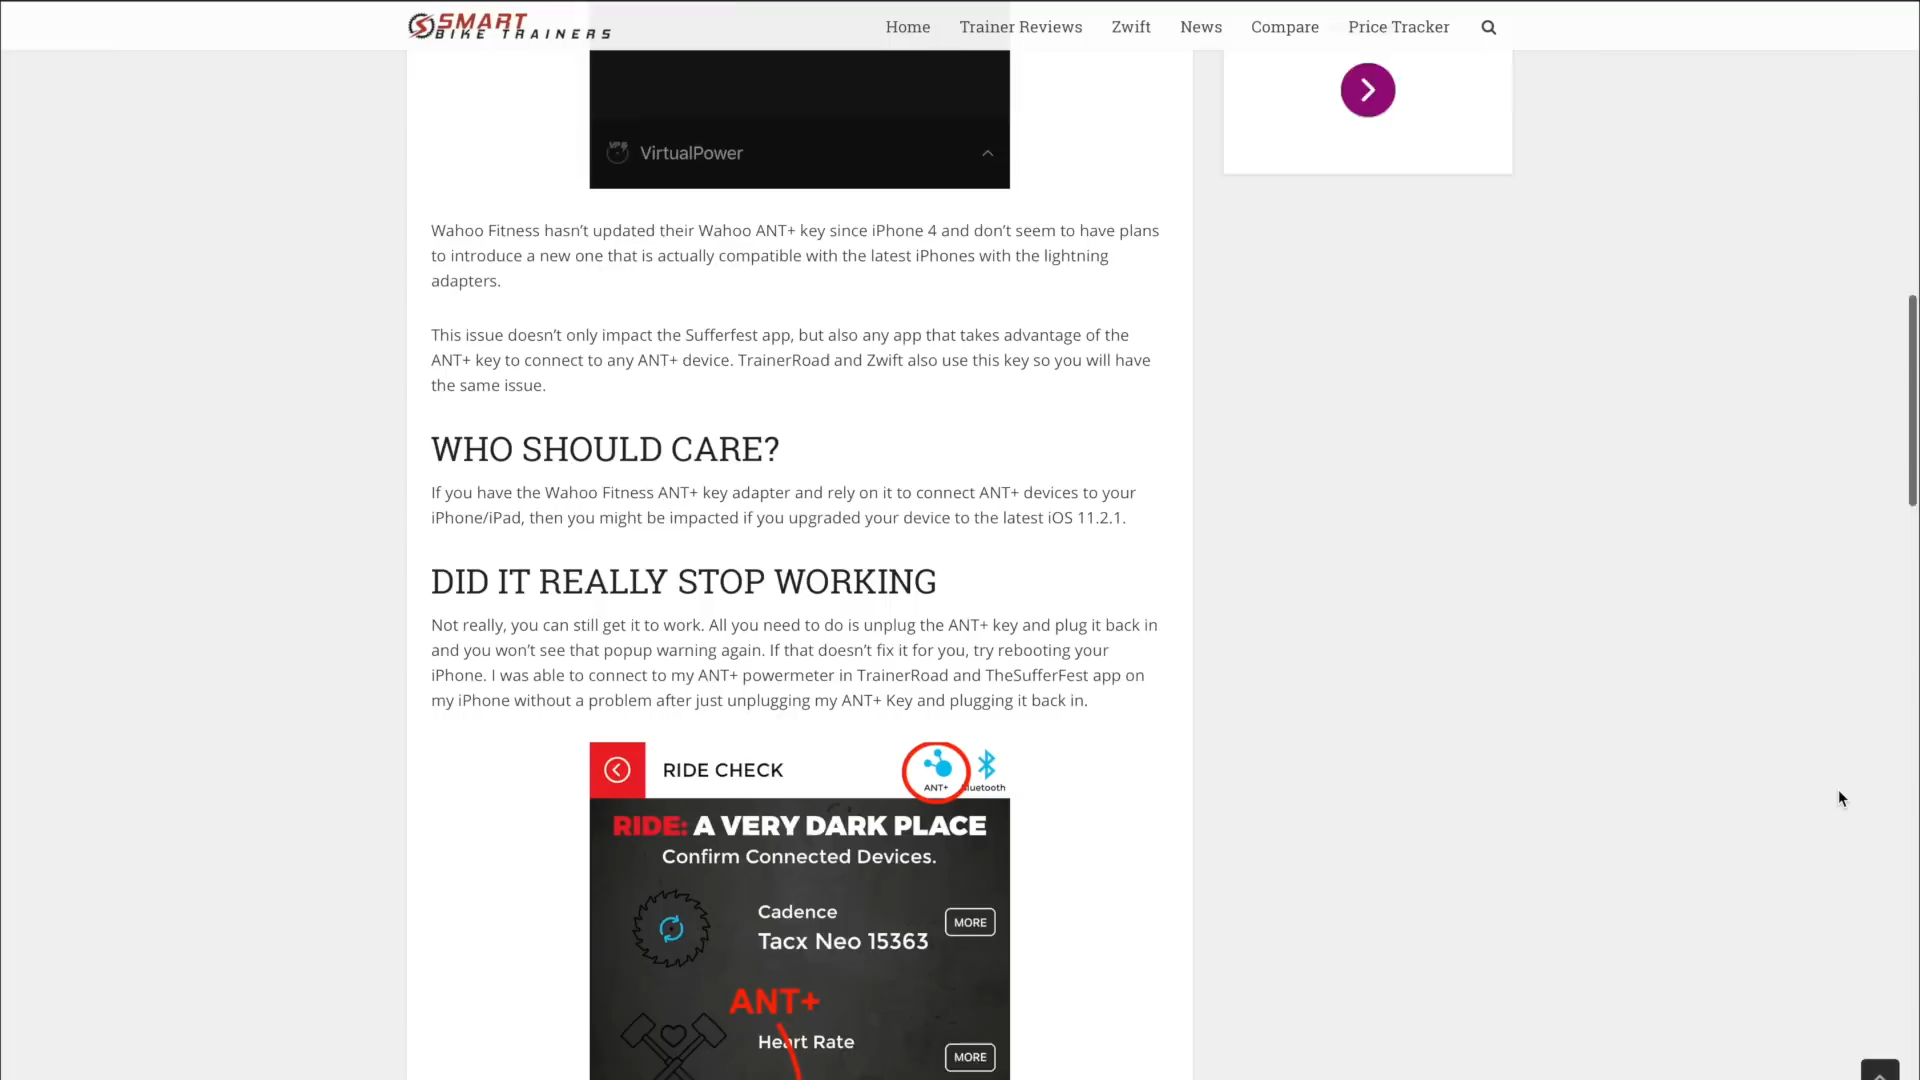 SMART
BIKE TRAINERS
Home Trainer Reviews Zwift News Compare Price Tracker
VirtualPower
Wahoo Fitness hasn’t updated their Wahoo ANT+ key since iPhone 4 and don’t seem to have plans
to introduce a new one that is actually compatible with the latest iPhones with the lightning
adapters.
This issue doesn’t only impact the Sufferfest app, but also any app that takes advantage of the
ANT+ key to connect to any ANT+ device. TrainerRoad and Zwift also use this key so you will have
the same issue.
WHO SHOULD CARE?
If you have the Wahoo Fitness ANT+ key adapter and rely on it to connect ANT+ devices to your
iPhone/iPad, then you might be impacted if you upgraded your device to the latest iOS 11.2.1.
DID IT REALLY STOP WORKING
Not really, you can still get it to work. All you need to do is unplug the ANT+ key and plug it back in
and you won’t see that popup warning again. If that doesn’t fix it for you, try rebooting your
iPhone. I was able to connect to my ANT+ powermeter in TrainerRoad and TheSufferFest app on
my iPhone without a problem after just unplugging my ANT+ Key and plugging it back in.
RIDE CHECK
ANT+ Bluetooth
RIDE: A VERY DARK PLACE
Confirm Connected Devices.
Cadence
MORE
Tacx Neo 15363
ANT+
Heart Rate
MORE